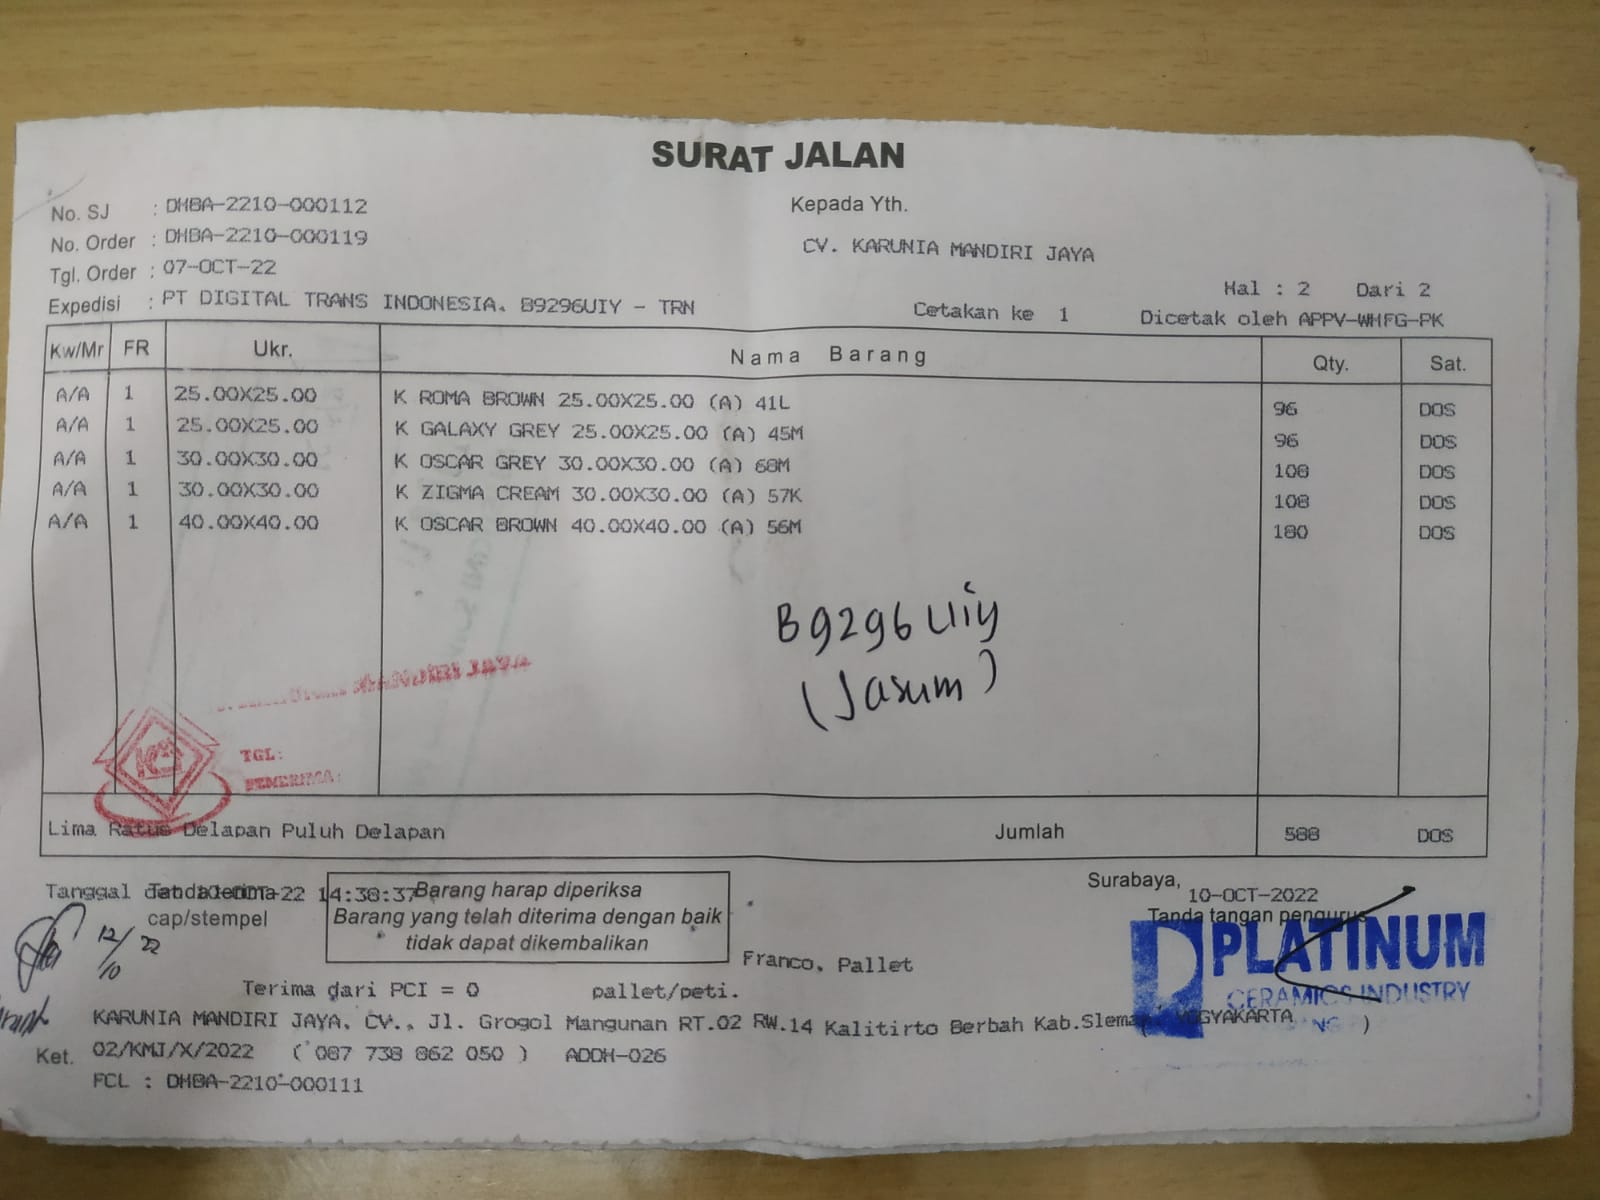 SURAT JALAN
No. SJ : DHBA-2210-000112
Kepada Yth.
No. Order : DHBA-2210-000119
CV. KARUNIA MANDIRI JAYA
Tgl. Order : 07-OCT-22
Hal : 2 Dari 2
Expedisi : PT DIGITAL TRANS INDONESIA. B9296UIY - TRN
Cetakan ke 1 Dicetak oleh APPV-WHFG-PK
Kw/Mr FR Ukr. Nama Barang Qty. Sat.
A/A 1 25.00X25.00 K ROMA BROWN 25.00X25.00 (A) 41L 96 DOS
A/A 1 25.00X25.00 K GALAXY GREY 25.00X25.00 (A) 45M 96 DOS
A/A 1 30.00X30.00 K OSCAR GREY 30.00X30.00 (A) 68M 108 DOS
A/A 1 30.00X30.00 K ZIGMA CREAM 30.00X30.00 (A) 57K 108 DOS
A/A 1 40.00X40.00 K OSCAR BROWN 40.00X40.00 (A) 56M 180 DOS
B9296 Uiy
(Jasum)
MANDIRI JAYA
TGL:
PENERIMA:
Lima Ratus Delapan Puluh Delapan Jumlah 588 DOS
Tanggal 14:38:37
Tanda terima
cap/stempel
12/10 22
Barang harap diperiksa
Barang yang telah diterima dengan baik
tidak dapat dikembalikan
Surabaya, 10-OCT-2022
Tanda tangan pengurus
PLATINUM
CERAMICS INDUSTRY
Franco. Pallet
Terima dari PCI = 0 pallet/peti.
KARUNIA MANDIRI JAYA. CV., Jl. Grogol Mangunan RT.02 RW.14 Kalitirto Berbah Kab.Sleman YOGYAKARTA
Ket. 02/KMJ/X/2022 ( 087 738 862 050 ) ADDH-026
FCL : DHBA-2210-000111